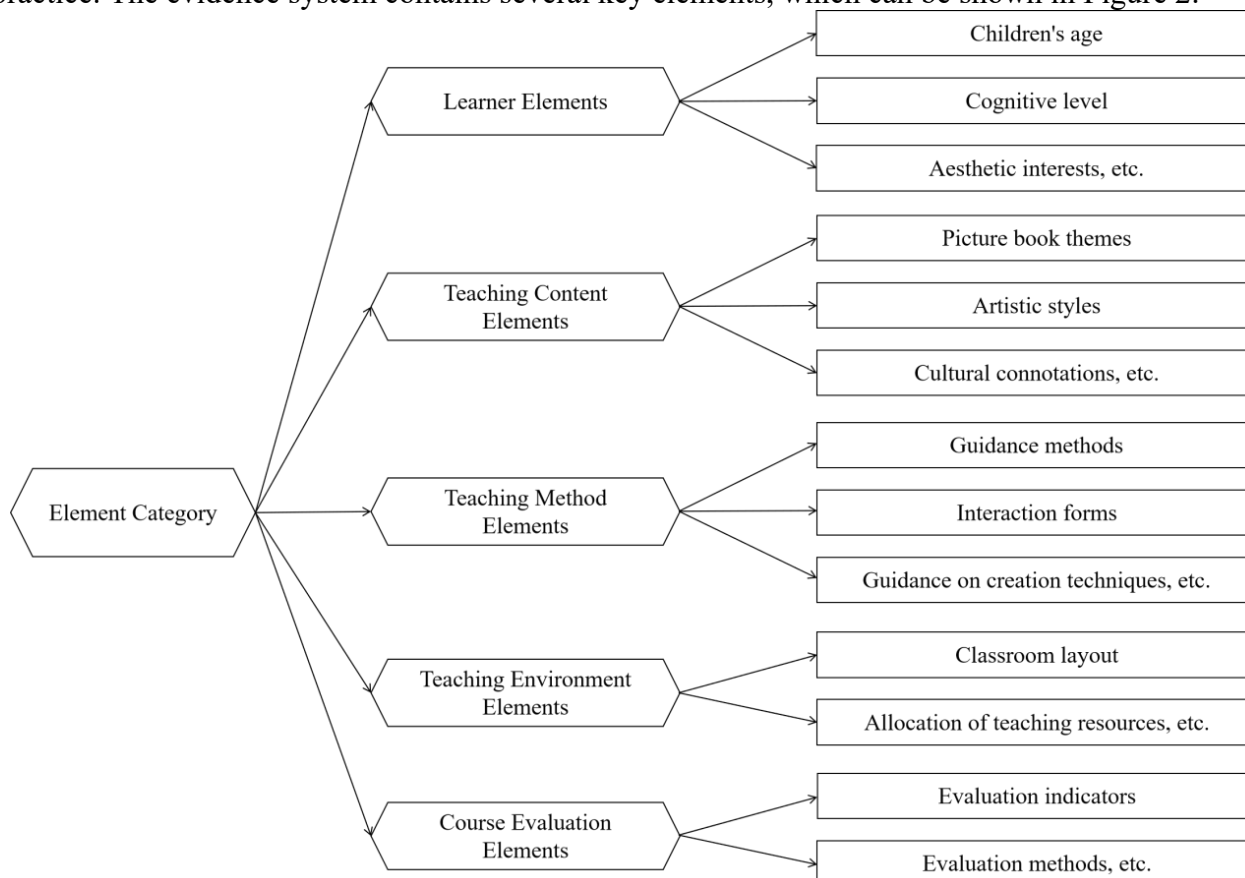 practice. The evidence system contains several key elements, which can be shown in Figure 2.
Children's age
Learner Elements
Cognitive level
Aesthetic interests, etc.
Picture book themes
Teaching Content
Elements
Artistic styles
Cultural connotations, etc.
Guidance methods
Element Category
Teaching Method
Elements
Interaction forms
Guidance on creation techniques, etc.
Classroom layout
Teaching Environment
Elements
Allocation of teaching resources, etc.
Evaluation indicators
Course Evaluation
Elements
Evaluation methods, etc.